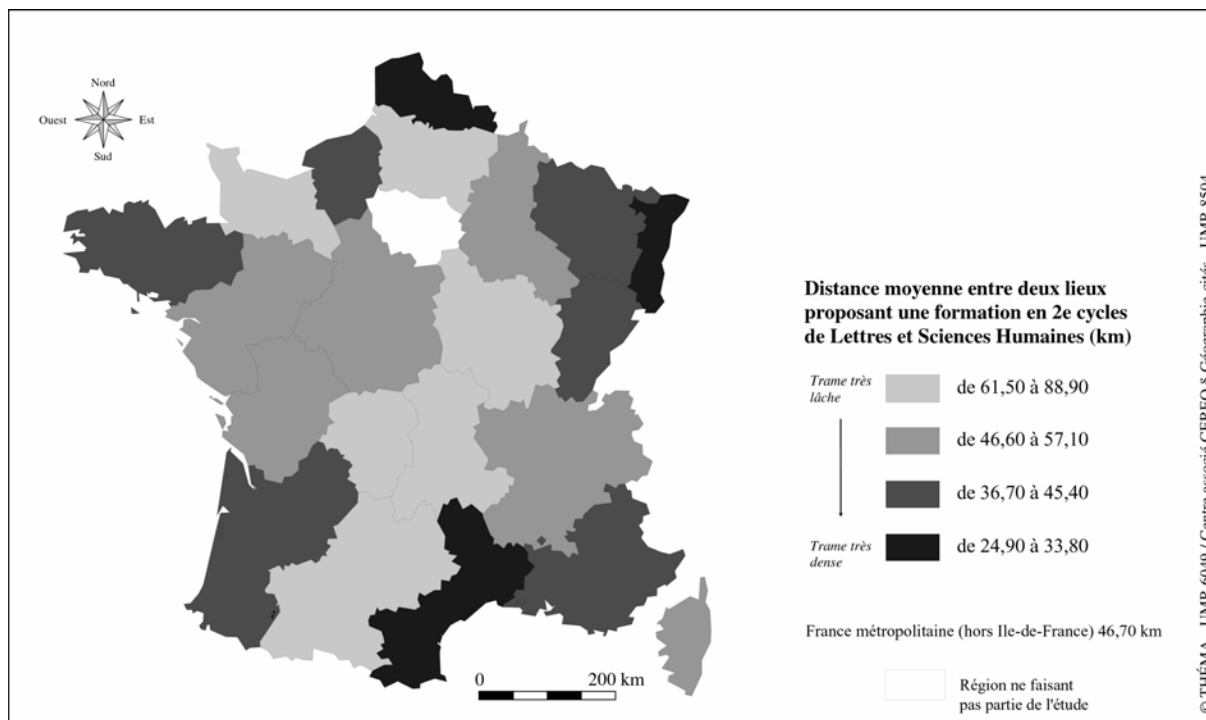 Nord
Ouest
Est
Sud
Distance moyenne entre deux lieux
proposant une formation en 2e cycles
de Lettres et Sciences Humaines (km)
Trame très
lâche
de 61,50 à 88,90
de 46,60 à 57,10
de 36,70 à 45,40
Trame très
dense
de 24,90 à 33,80
France métropolitaine (hors Ile-de-France) 46,70 km
0
200 km
Région ne faisant
pas partie de l'étude
© THÉMA UMR 6049 / Centre associé CEREQ & Géographie-cités UMR 8504